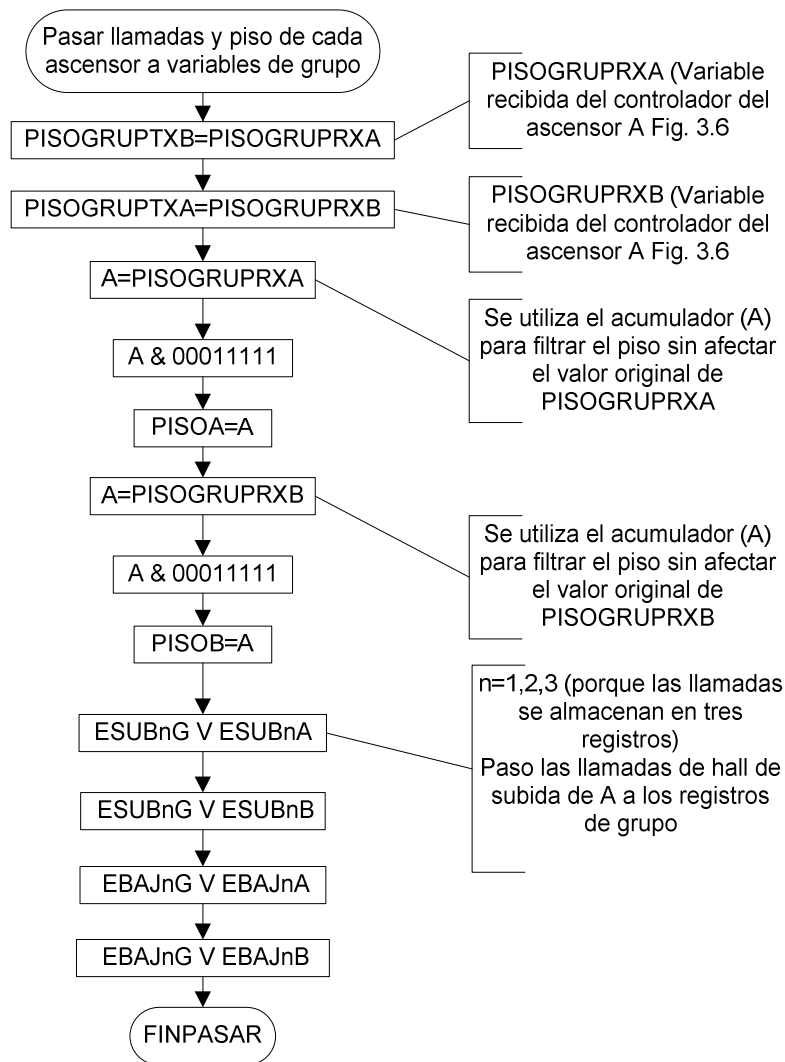 Pasar llamadas y piso de cada
ascensor a variables de grupo
PISOGRUPRXA (Variable
recibida del controlador del
ascensor A Fig. 3.6
PISOGRUPTXB=PISOGRUPRXA
PISOGRUPTXA=PISOGRUPRXB
PISOGRUPRXB (Variable
recibida del controlador del
ascensor A Fig. 3.6
A=PISOGRUPRXA
Se utiliza el acumulador (A)
para filtrar el piso sin afectar
el valor original de
PISOGRUPRXA
A & 00011111
PISOA=A
A=PISOGRUPRXB
Se utiliza el acumulador (A)
para filtrar el piso sin afectar
el valor original de
PISOGRUPRXB
A & 00011111
PISOB=A
ESUBnG V ESUBnA
n=1,2,3 (porque las llamadas
se almacenan en tres
registros)
Paso las llamadas de hall de
subida de A a los registros
de grupo
ESUBnG V ESUBnB
EBAJnG V EBAJnA
EBAJnG V EBAJnB
FINPASAR